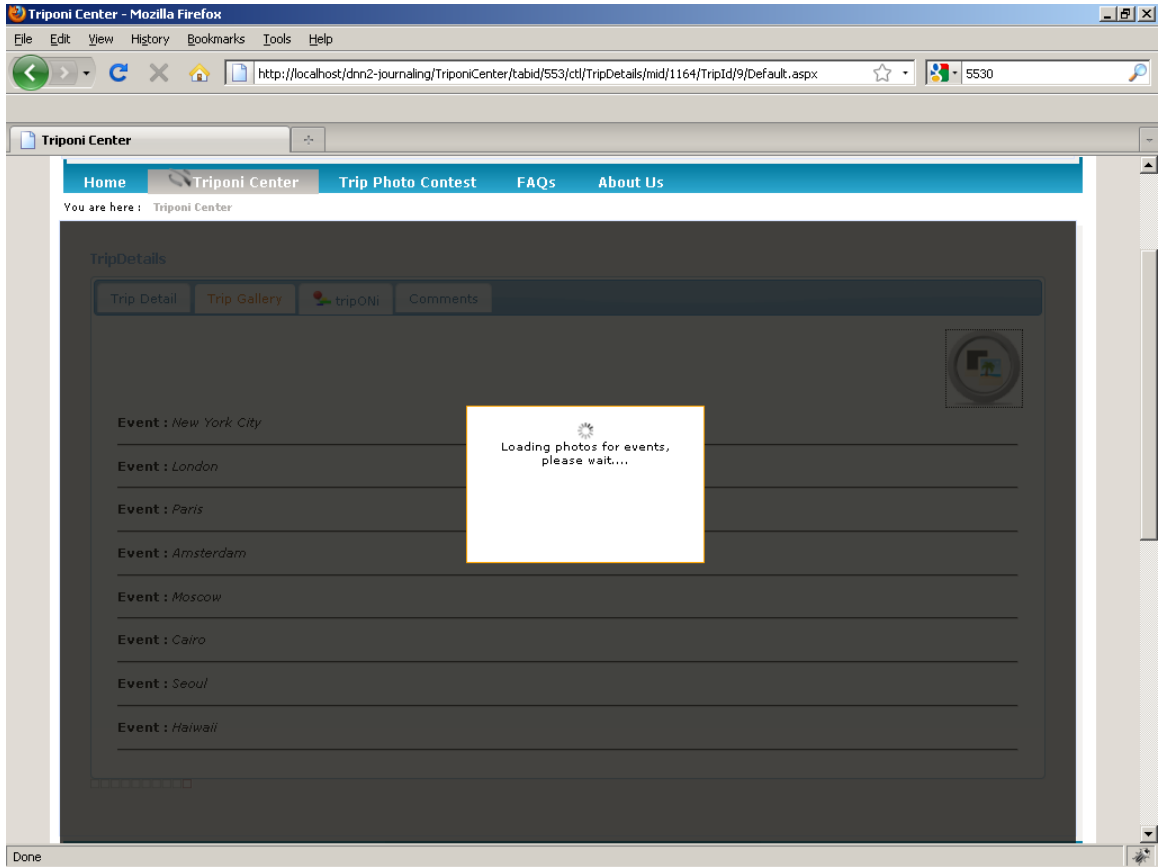 Triponi Center - Mozilla Firefox
File Edit View History Bookmarks Tools Help
http://localhost/dnn2-journaling/TriponiCenter/tabid/553/ctl/TripDetails/mid/1164/TripId/9/Default.aspx 5530
Triponi Center
Home Triponi Center Trip Photo Contest FAQs About Us
You are here : Triponi Center
TripDetails
Trip Detail Trip Gallery tripONi Comments
Event : New York City
Loading photos for events,
please wait....
Event : London
Event : Paris
Event : Amsterdam
Event : Moscow
Event : Cairo
Event : Seoul
Event : Haiwaii
Done